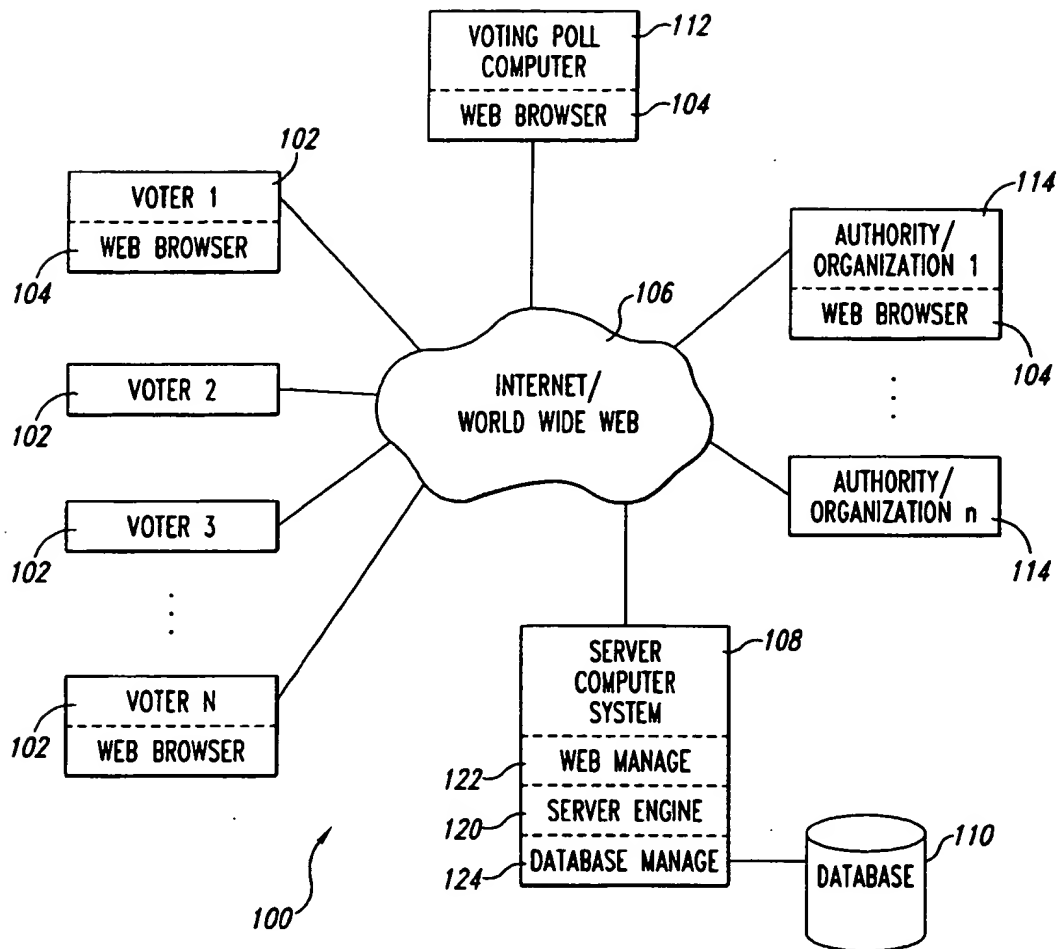 VOTING POLL
COMPUTER
WEB BROWSER
112
104
102
VOTER 1
WEB BROWSER
104
114
AUTHORITY/
ORGANIZATION 1
WEB BROWSER
104
106
INTERNET/
WORLD WIDE WEB
VOTER 2
102
VOTER 3
102
AUTHORITY/
ORGANIZATION n
114
VOTER N
WEB BROWSER
102
108
SERVER
COMPUTER
SYSTEM
WEB MANAGE
122
SERVER ENGINE
120
DATABASE MANAGE
124
DATABASE
110
100